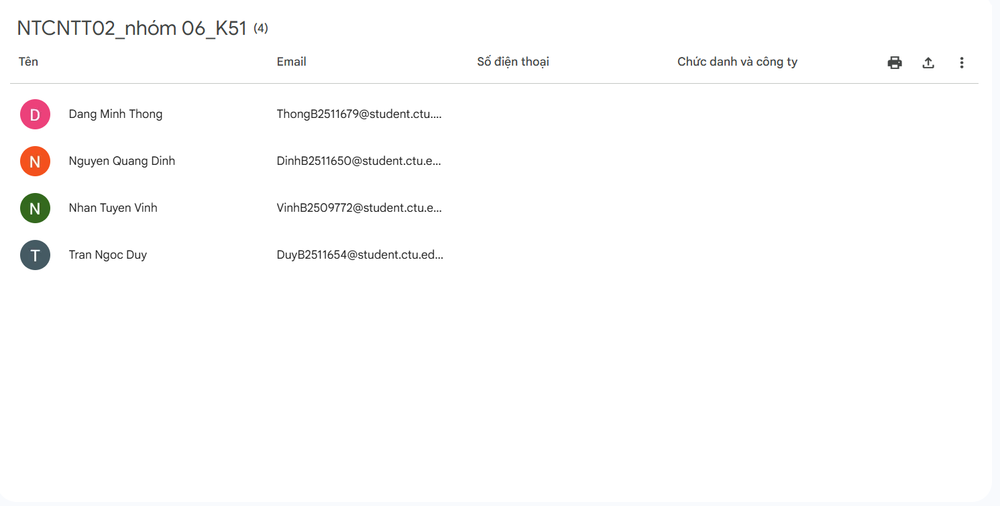 NTCNTT02_nhóm 06_K51 (4)
Tên Email Số điện thoại Chức danh và công ty
D Dang Minh Thong ThongB2511679@student.ctu....
N Nguyen Quang Dinh DinhB2511650@student.ctu.e...
N Nhan Tuyen Vinh VinhB2509772@student.ctu.e...
T Tran Ngoc Duy DuyB2511654@student.ctu.ed...